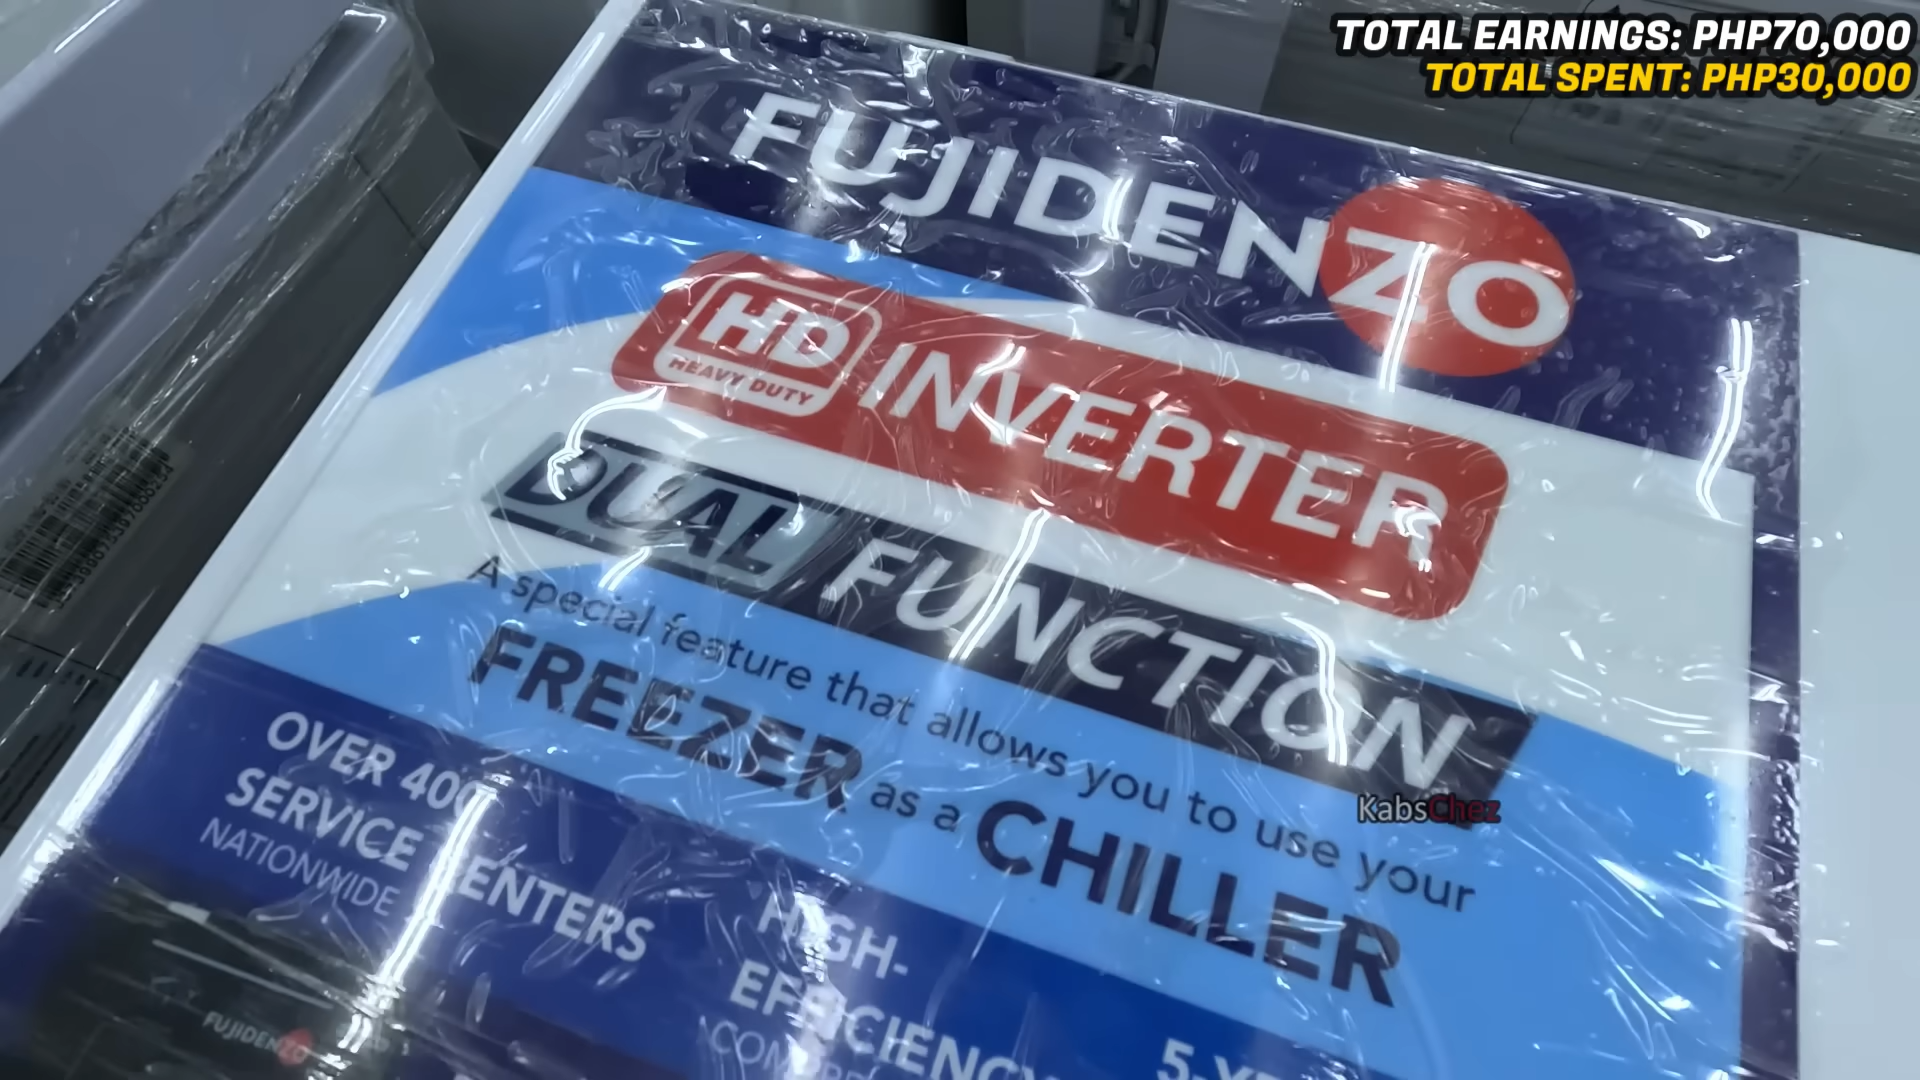 TOTAL EARNINGS: PHP70,000
TOTAL SPENT: PHP30,000
FUJIDENZO
HD INVERTER
HEAVY DUTY
DUAL FUNCTION
A special feature that allows you to use your
FREEZER as a CHILLER
KabsChez
OVER 400
SERVICE CENTERS
NATIONWIDE
HIGH-
EFFICIENCY
FUJIDENZO